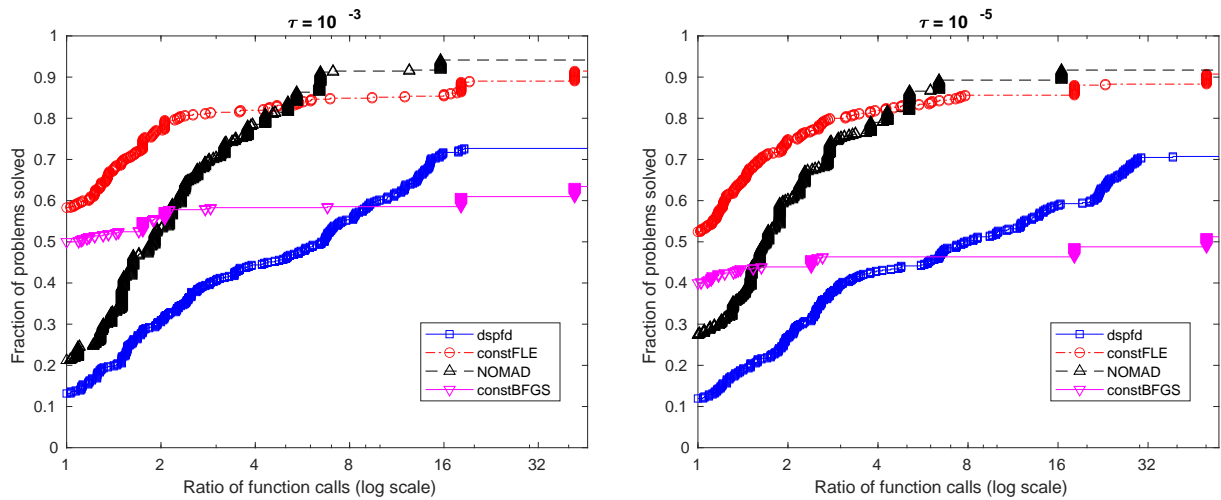 τ = 10 -3
Fraction of problems solved
1
0.9
0.8
0.7
0.6
0.5
0.4
0.3
0.2
0.1
0
dspfd
constFLE
NOMAD
constBFGS
1 2 4 8 16 32
Ratio of function calls (log scale)
τ = 10 -5
Fraction of problems solved
1
0.9
0.8
0.7
0.6
0.5
0.4
0.3
0.2
0.1
0
dspfd
constFLE
NOMAD
constBFGS
1 2 4 8 16 32
Ratio of function calls (log scale)